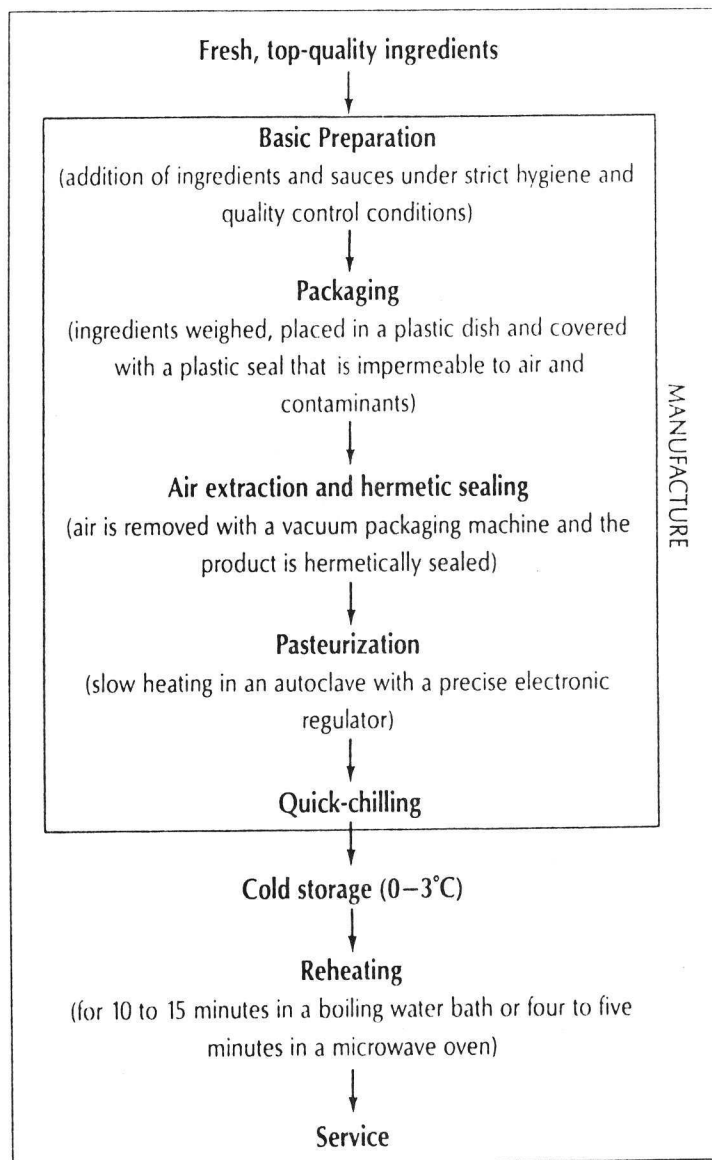 Fresh, top-quality ingredients
Basic Preparation
(addition of ingredients and sauces under strict hygiene and
quality control conditions)
Packaging
(ingredients weighed, placed in a plastic dish and covered
with a plastic seal that is impermeable to air and
contaminants)
Air extraction and hermetic sealing
(air is removed with a vacuum packaging machine and the
product is hermetically sealed)
Pasteurization
(slow heating in an autoclave with a precise electronic
regulator)
Quick-chilling
MANUFACTURE
Cold storage (0–3°C)
Reheating
(for 10 to 15 minutes in a boiling water bath or four to five
minutes in a microwave oven)
Service